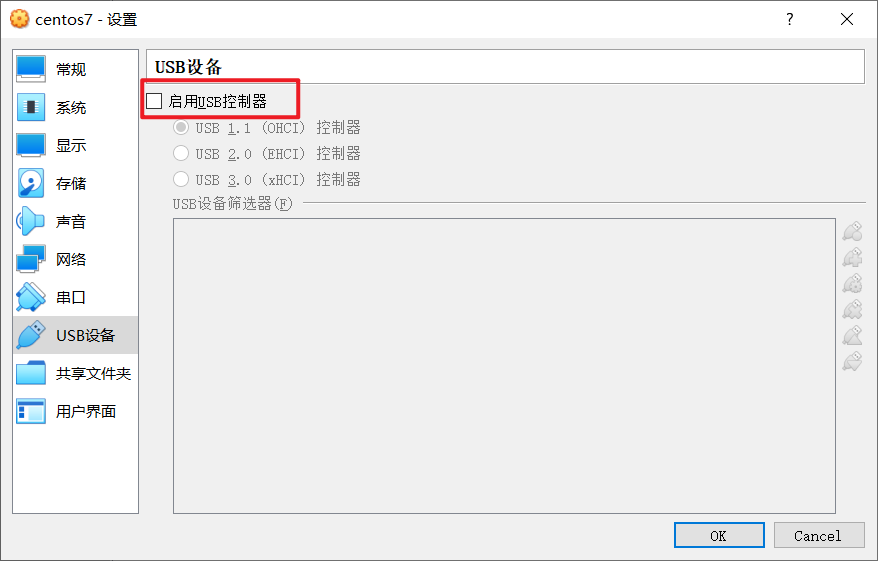 centos7 - 设置
?
常规
系统
显示
存储
声音
网络
串口
USB设备
共享文件夹
用户界面
USB设备
启用USB控制器
USB 1.1 (OHCI) 控制器
USB 2.0 (EHCI) 控制器
USB 3.0 (xHCI) 控制器
USB设备筛选器(F)
OK
Cancel